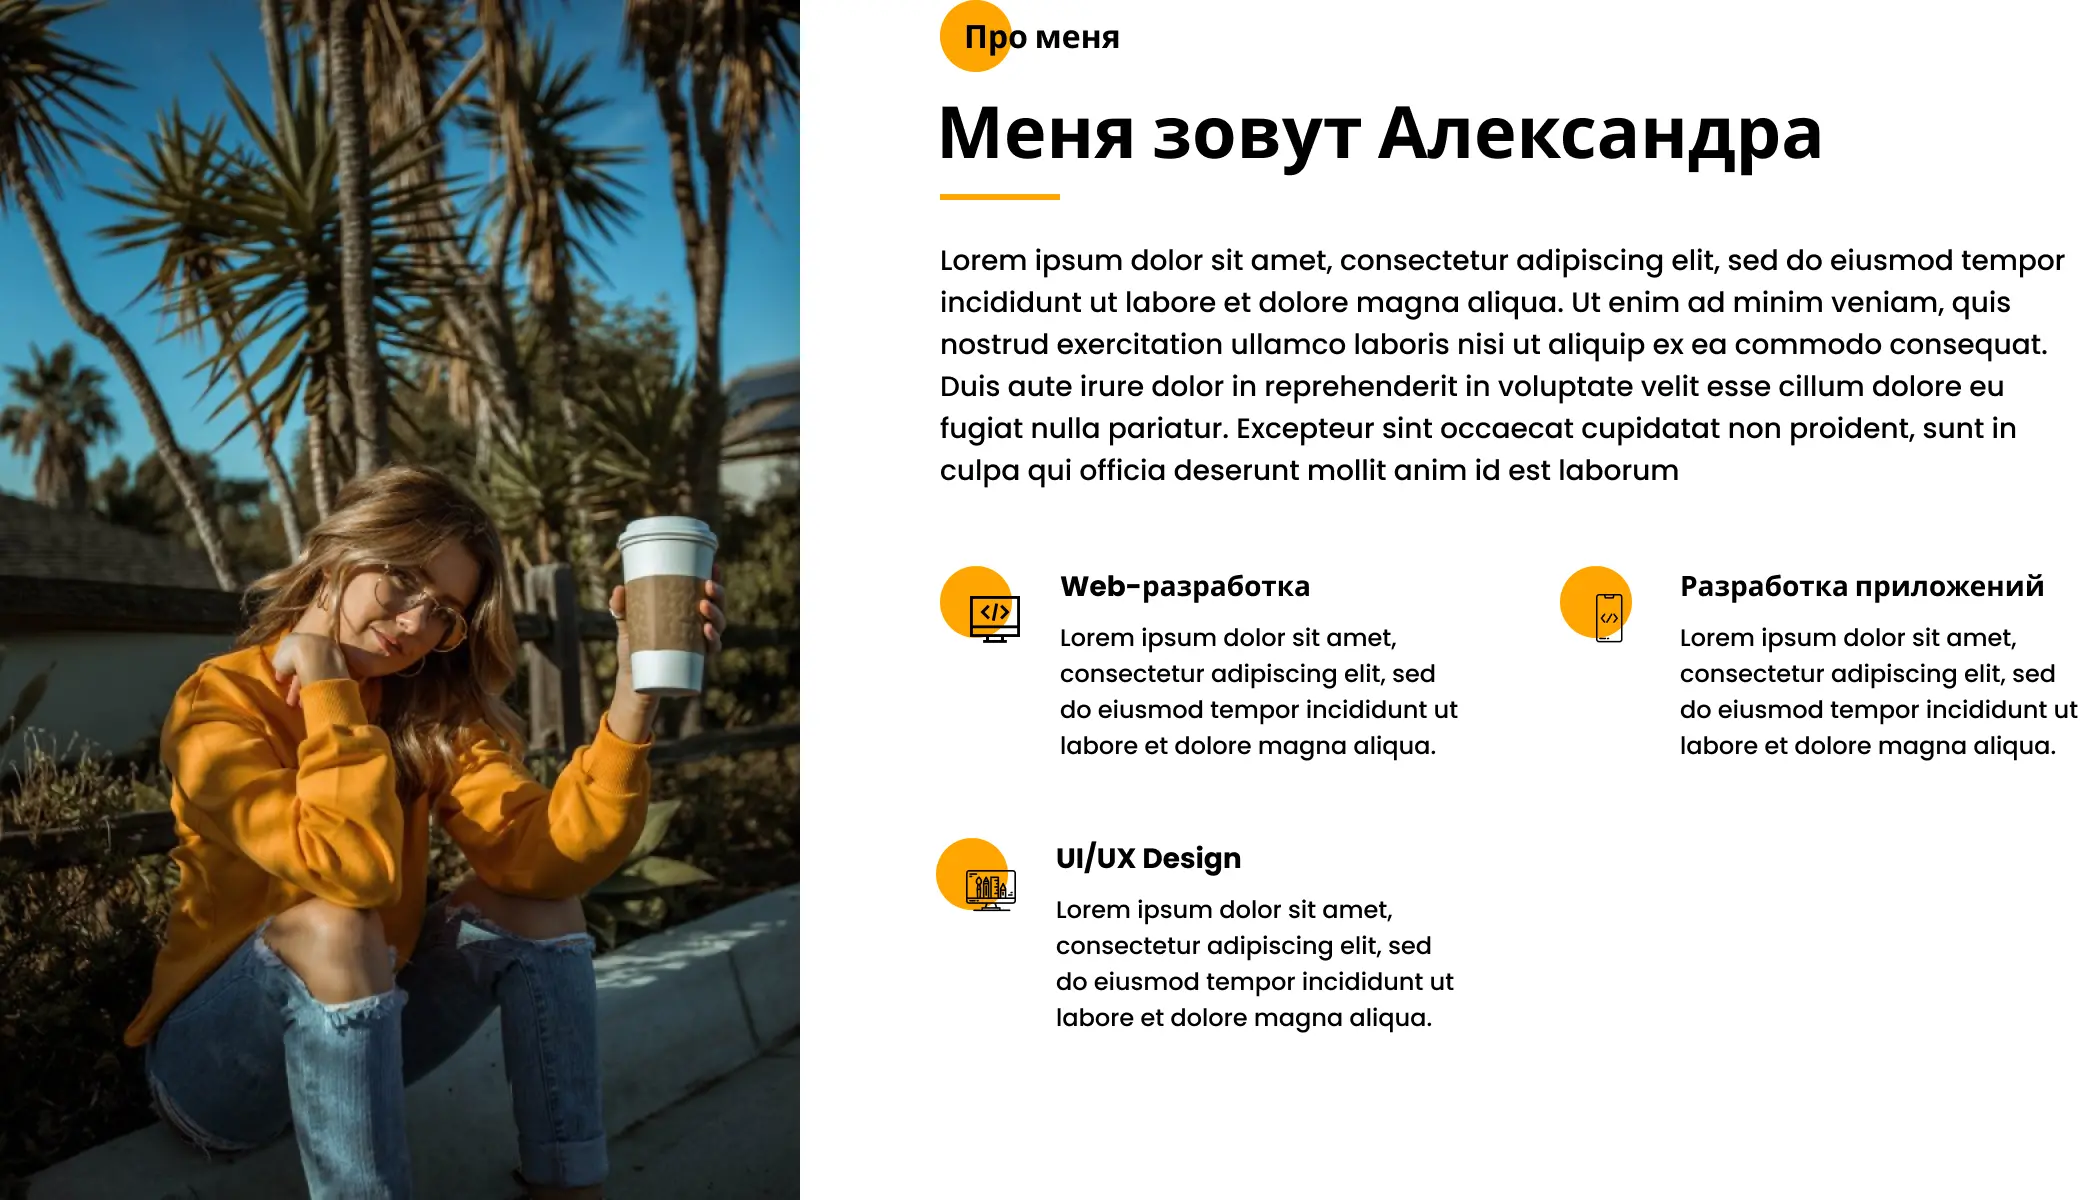 Про меня
Меня зовут Александра
Lorem ipsum dolor sit amet, consectetur adipiscing elit, sed do eiusmod tempor
incididunt ut labore et dolore magna aliqua. Ut enim ad minim veniam, quis
nostrud exercitation ullamco laboris nisi ut aliquip ex ea commodo consequat.
Duis aute irure dolor in reprehenderit in voluptate velit esse cillum dolore eu
fugiat nulla pariatur. Excepteur sint occaecat cupidatat non proident, sunt in
culpa qui officia deserunt mollit anim id est laborum
Web-разработка
Lorem ipsum dolor sit amet,
consectetur adipiscing elit, sed
do eiusmod tempor incididunt ut
labore et dolore magna aliqua.
Разработка приложений
Lorem ipsum dolor sit amet,
consectetur adipiscing elit, sed
do eiusmod tempor incididunt ut
labore et dolore magna aliqua.
UI/UX Design
Lorem ipsum dolor sit amet,
consectetur adipiscing elit, sed
do eiusmod tempor incididunt ut
labore et dolore magna aliqua.